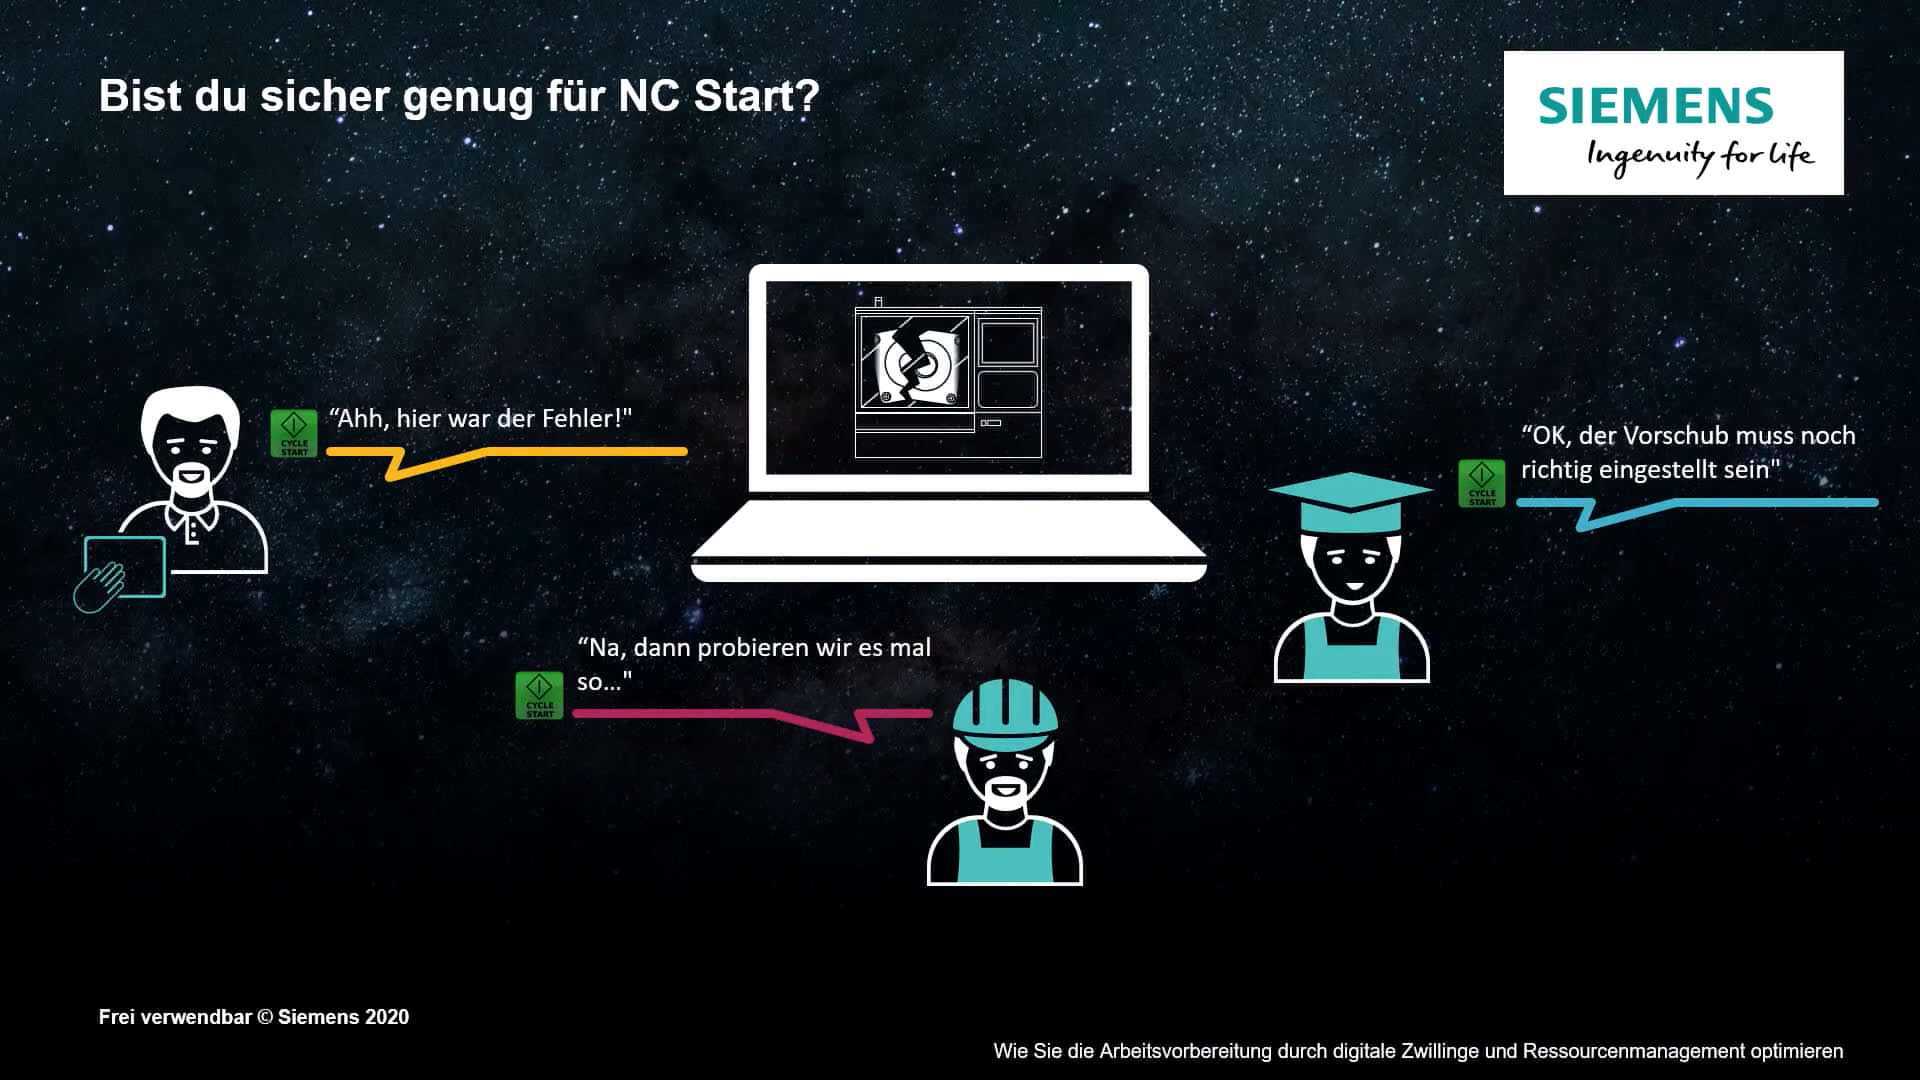 Bist du sicher genug für NC Start?
SIEMENS
Ingenuity for life
“Ahh, hier war der Fehler!"
CYCLE
START
“OK, der Vorschub muss noch
richtig eingestellt sein"
CYCLE
START
“Na, dann probieren wir es mal
so..."
CYCLE
START
Frei verwendbar © Siemens 2020
Wie Sie die Arbeitsvorbereitung durch digitale Zwillinge und Ressourcenmanagement optimieren